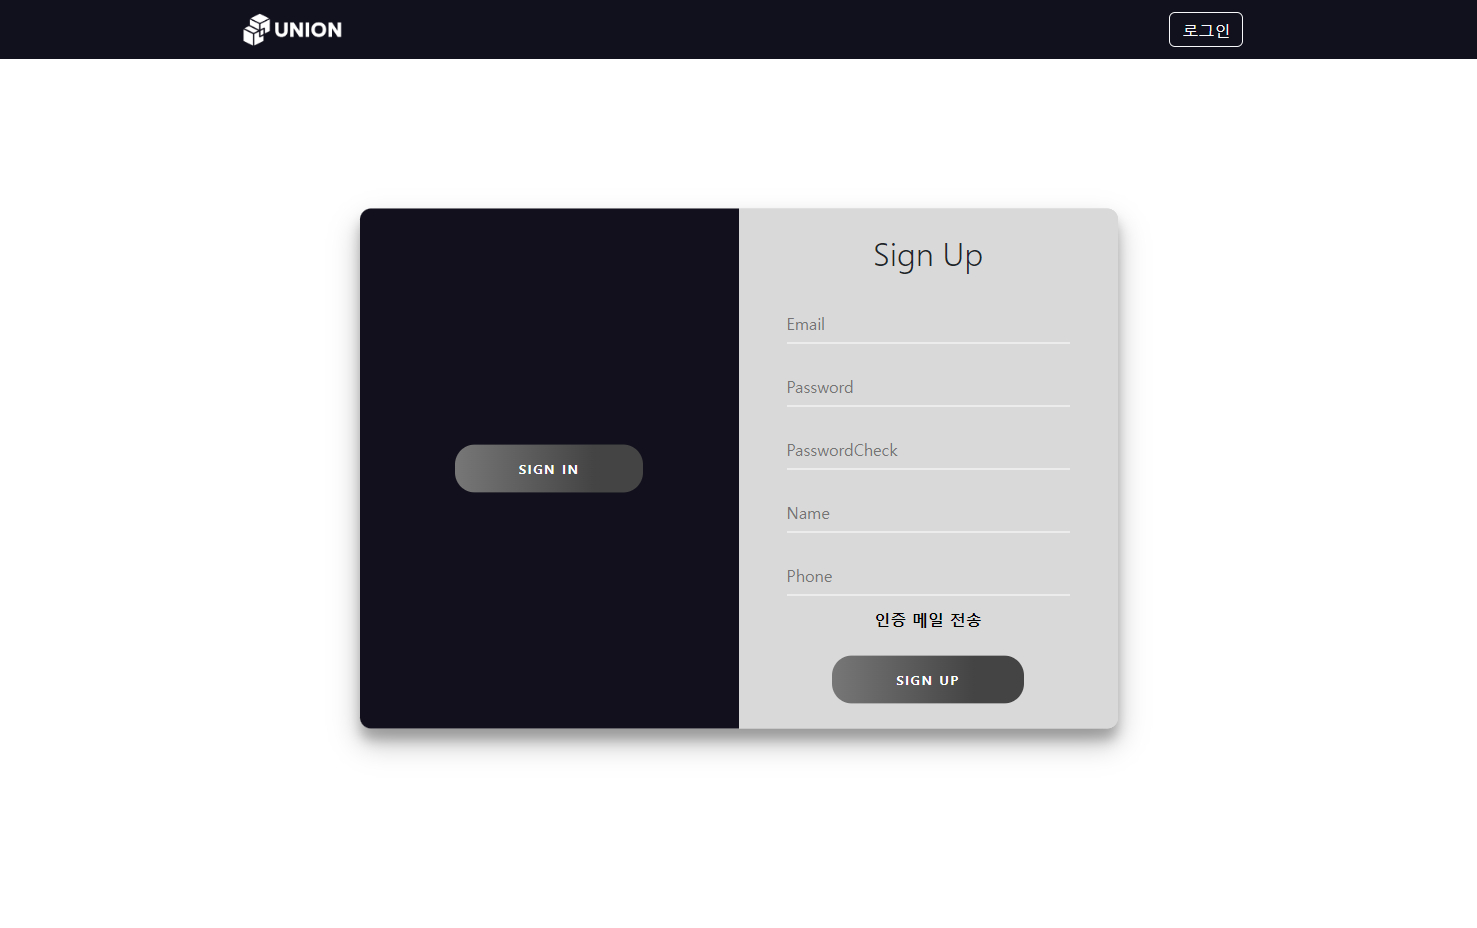 UNION
로그인
Sign Up
Email
Password
PasswordCheck
Name
Phone
인증 메일 전송
SIGN IN
SIGN UP